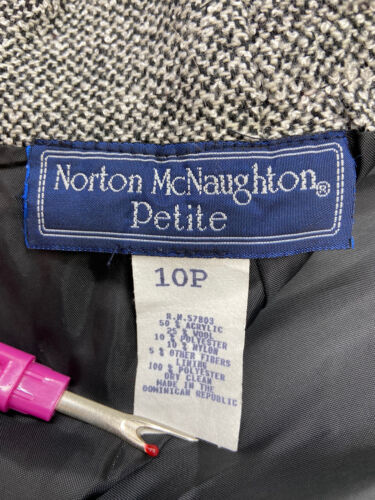 Norton McNaughton®
Petite
10P
R.N.57803
50 % ACRYLIC
25 % WOOL
10 % POLYESTER
10 % NYLON
5 % OTHER FIBERS
LINING
100 % POLYESTER
DRY CLEAN
MADE IN THE
DOMINICAN REPUBLIC